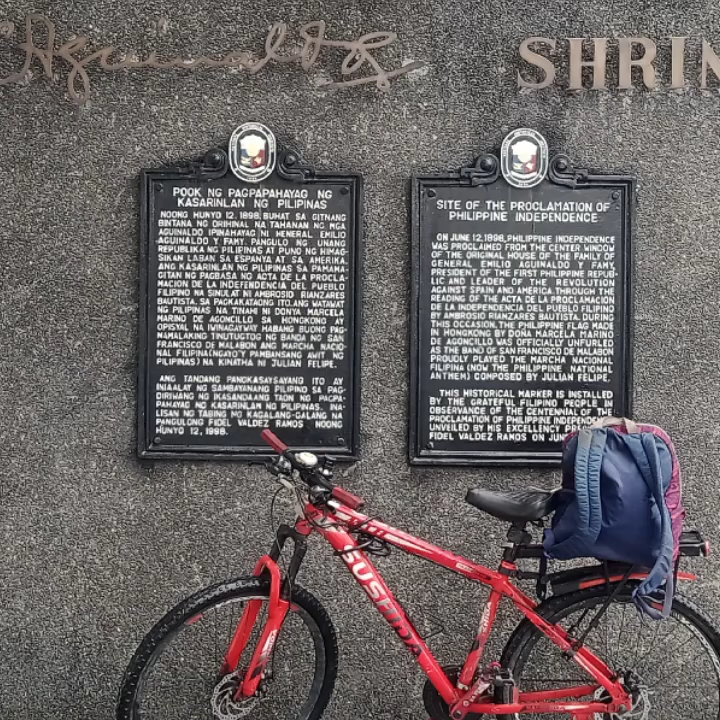 Aguinaldo
SHRIN
POOK NG PAGPAPAHAYAG NG
KASARINLAN NG PILIPINAS
NOONG HUNYO 12, 1898, BUHAT SA GITNANG
BINTANA NG ORIHINAL NA TAHANAN NG MGA
AGUINALDO IPINAHAYAG NI HENERAL EMILIO
AGUINALDO Y FAMY, PANGULO NG UNANG
REPUBLIKA NG PILIPINAS AT PUNO NG HIMAG-
SIKAN LABAN SA ESPANYA AT SA AMERIKA,
ANG KASARINLAN NG PILIPINAS SA PAMAMA-
GITAN NG PAGBASA NG ACTA DE LA PROCLA-
MACION DE LA INDEPENDENCIA DEL PUEBLO
FILIPINO NA SINULAT NI AMBROSIO RIANZARES
BAUTISTA. SA PAGKAKATAONG ITO, ANG WATAWAT
NG PILIPINAS NA TINAHI NI DONYA MARCELA
MARINO DE AGONCILLO SA HONGKONG AY
OPISYAL NA IWINAGAYWAY HABANG BUONG PAG-
MAMALAKING TINUTUGTOG NG BANDA NG SAN
FRANCISCO DE MALABON ANG MARCHA NACIO-
NAL FILIPINA (NGAYO'Y PAMBANSANG AWIT NG
PILIPINAS) NA KINATHA NI JULIAN FELIPE.
ANG TANDANG PANGKASAYSAYANG ITO AY
INIAALAY NG SAMBAYANANG PILIPINO SA PAG-
DIRIWANG NG IKASANDAANG TAON NG PAGPA-
PAHAYAG NG KASARINLAN NG PILIPINAS. INA-
LISAN NG TABING NG KAGALANG-GALANG NA
PANGULONG FIDEL VALDEZ RAMOS NOONG
HUNYO 12, 1998.
SITE OF THE PROCLAMATION OF
PHILIPPINE INDEPENDENCE
ON JUNE 12, 1898, PHILIPPINE INDEPENDENCE
WAS PROCLAIMED FROM THE CENTER WINDOW
OF THE ORIGINAL HOUSE OF THE FAMILY OF
GENERAL EMILIO AGUINALDO Y FAMY,
PRESIDENT OF THE FIRST PHILIPPINE REPUB-
LIC AND LEADER OF THE REVOLUTION
AGAINST SPAIN AND AMERICA THROUGH THE
READING OF THE ACTA DE LA PROCLAMACION
DE LA INDEPENDENCIA DEL PUEBLO FILIPINO
BY AMBROSIO RIANZARES BAUTISTA. DURING
THIS OCCASION, THE PHILIPPINE FLAG MADE
IN HONGKONG BY DOÑA MARCELA MARINO
DE AGONCILLO WAS OFFICIALLY UNFURLED
AS THE BAND OF SAN FRANCISCO DE MALABON
PROUDLY PLAYED THE MARCHA NACIONAL
FILIPINA (NOW THE PHILIPPINE NATIONAL
ANTHEM) COMPOSED BY JULIAN FELIPE.
THIS HISTORICAL MARKER IS INSTALLED
BY THE GRATEFUL FILIPINO PEOPLE IN
OBSERVANCE OF THE CENTENNIAL OF THE
PROCLAMATION OF PHILIPPINE INDEPENDEN
UNVEILED BY HIS EXCELLENCY PR
FIDEL VALDEZ RAMOS ON JUN
SUSHIDA